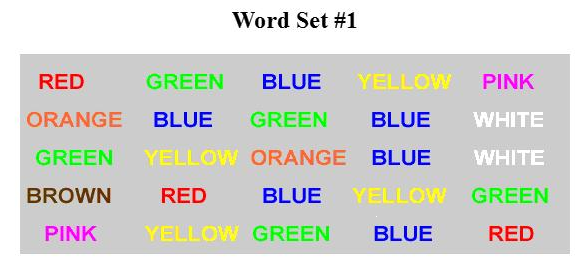 Word Set #1
RED GREEN BLUE YELLOW PINK
ORANGE BLUE GREEN BLUE WHITE
GREEN YELLOW ORANGE BLUE WHITE
BROWN RED BLUE YELLOW GREEN
PINK YELLOW GREEN BLUE RED